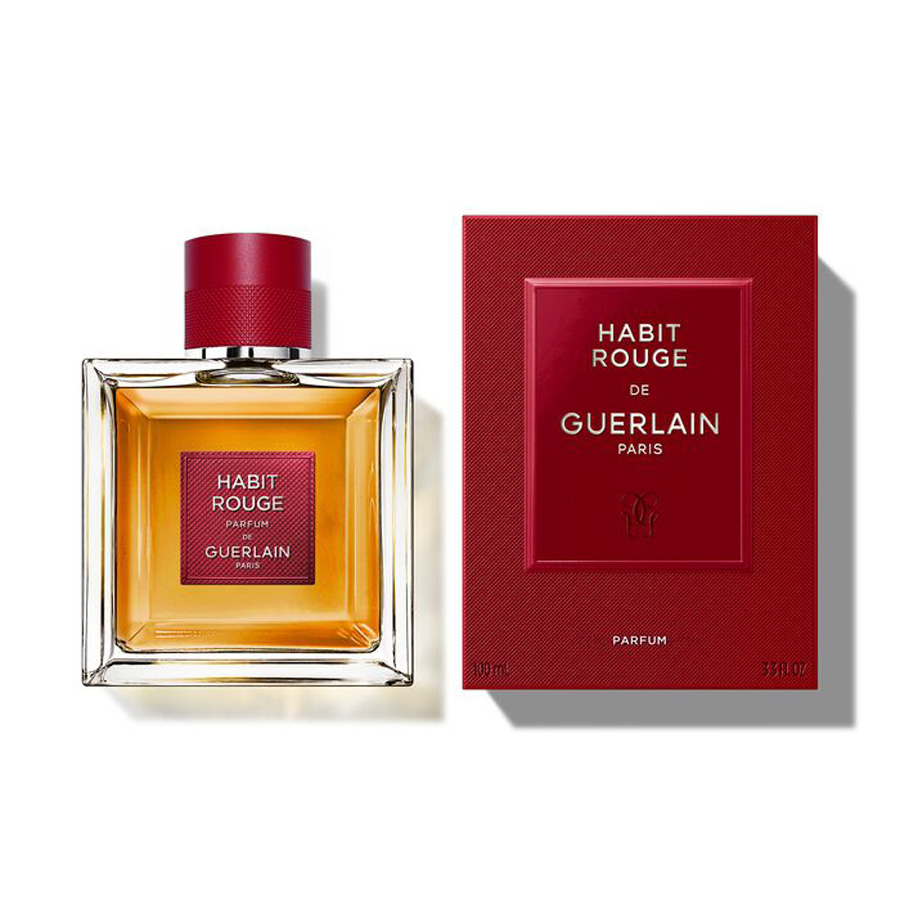 HABIT
ROUGE
PARFUM
DE
GUERLAIN
PARIS
HABIT
ROUGE
DE
GUERLAIN
PARIS
PARFUM
100 mL 3.3 fl.oz